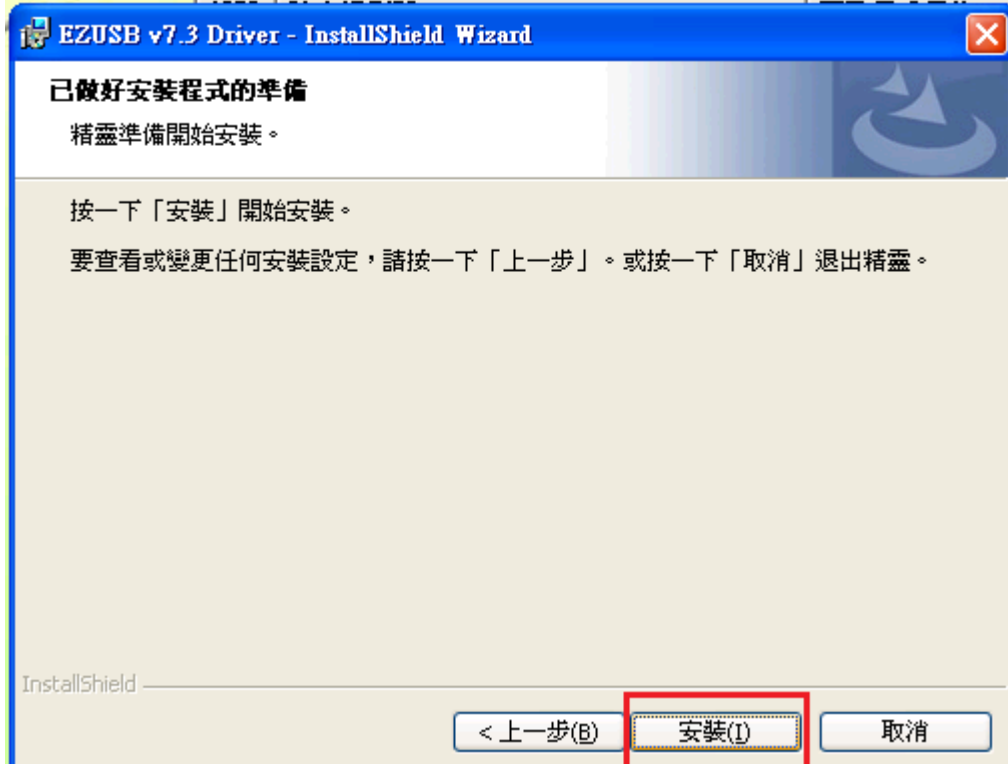 EZUSB v7.3 Driver - InstallShield Wizard
已做好安裝程式的準備
精靈準備開始安裝。
按一下「安裝」開始安裝。
要查看或變更任何安裝設定，請按一下「上一步」。或按一下「取消」退出精靈。
InstallShield
< 上一步(B)
安裝(I)
取消